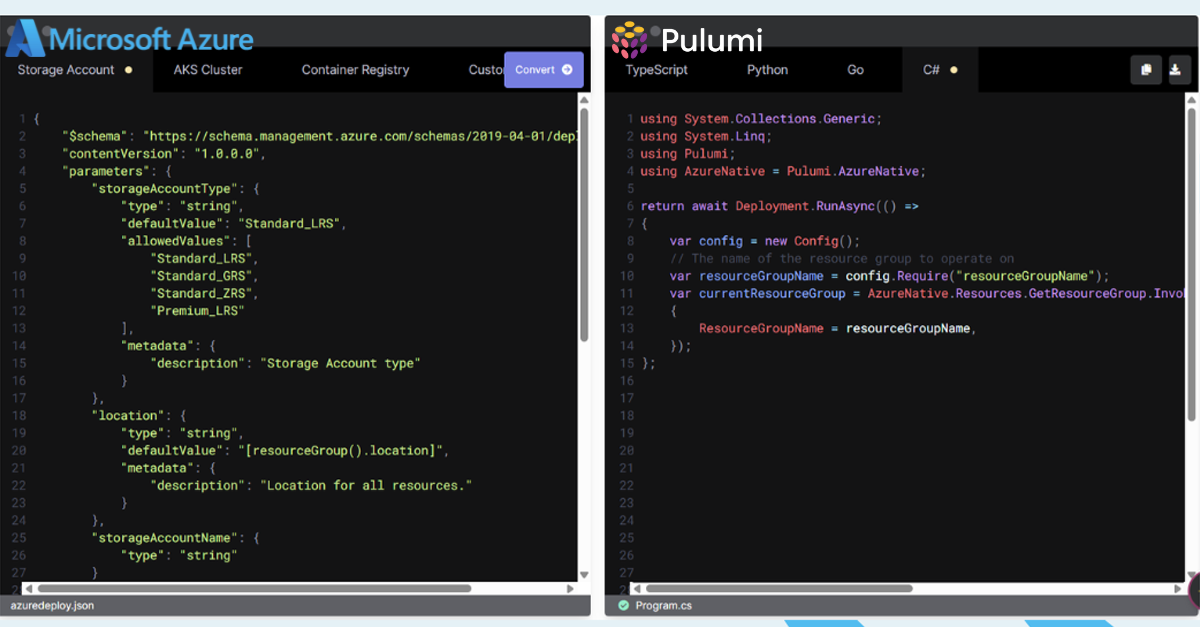 Microsoft Azure
Storage Account
AKS Cluster
Container Registry
Custo
Convert
1 {
2 "$schema": "https://schema.management.azure.com/schemas/2019-04-01/depl
3 "contentVersion": "1.0.0.0",
4 "parameters": {
5 "storageAccountType": {
6 "type": "string",
7 "defaultValue": "Standard_LRS",
8 "allowedValues": [
9 "Standard_LRS",
10 "Standard_GRS",
11 "Standard_ZRS",
12 "Premium_LRS"
13 ],
14 "metadata": {
15 "description": "Storage Account type"
16 }
17 },
18 "location": {
19 "type": "string",
20 "defaultValue": "[resourceGroup().location]",
21 "metadata": {
22 "description": "Location for all resources."
23 }
24 },
25 "storageAccountName": {
26 "type": "string"
27 }
azuredeploy.json
Pulumi
TypeScript
Python
Go
C#
1 using System.Collections.Generic;
2 using System.Linq;
3 using Pulumi;
4 using AzureNative = Pulumi.AzureNative;
5
6 return await Deployment.RunAsync(() =>
7 {
8 var config = new Config();
9 // The name of the resource group to operate on
10 var resourceGroupName = config.Require("resourceGroupName");
11 var currentResourceGroup = AzureNative.Resources.GetResourceGroup.Invo
12 {
13 ResourceGroupName = resourceGroupName,
14 });
15 };
16
17
18
19
20
21
22
23
24
25
26
27
Program.cs